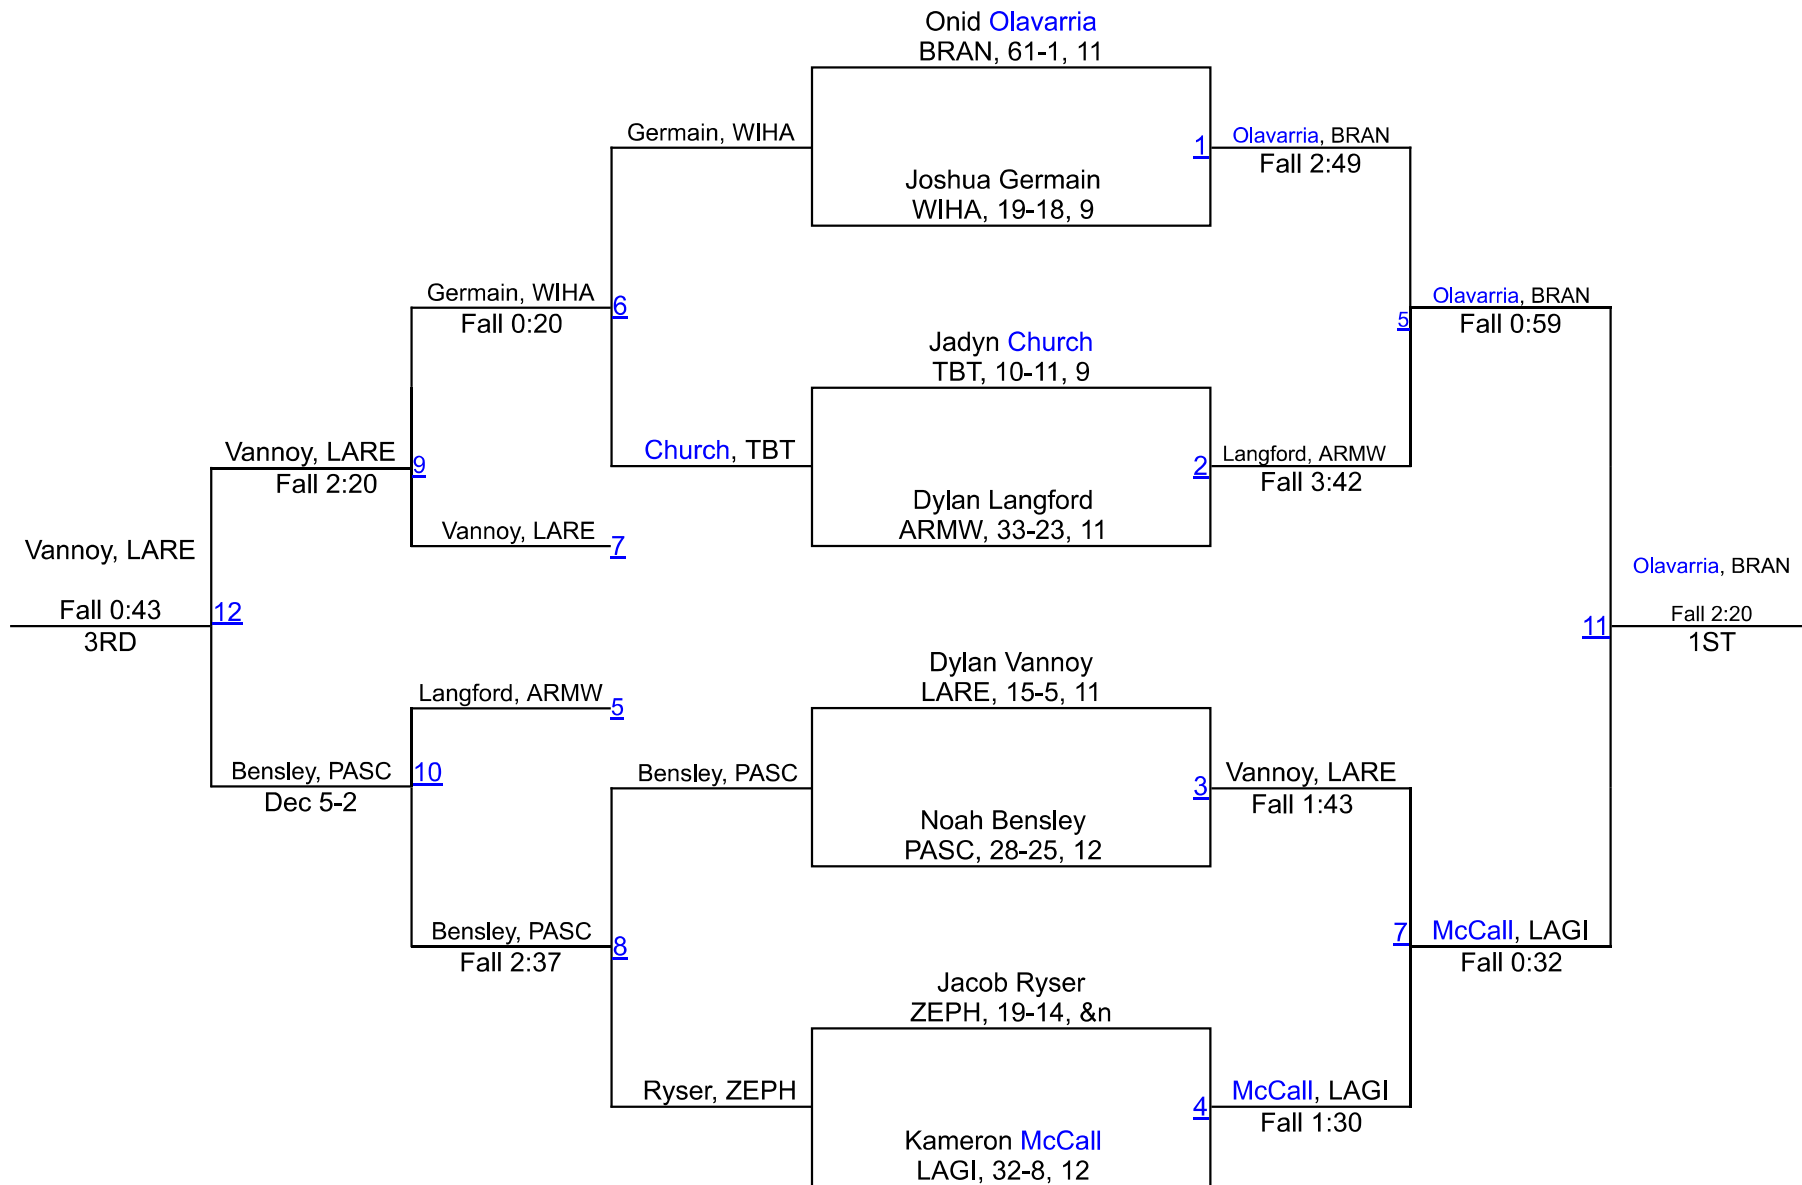 Onid Olavarria
BRAN, 61-1, 11
Germain, WIHA
1
Olavarria, BRAN
Fall 2:49
Joshua Germain
WIHA, 19-18, 9
Germain, WIHA
Fall 0:20
6
Olavarria, BRAN
Fall 0:59
5
Jadyn Church
TBT, 10-11, 9
Vannoy, LARE
Fall 2:20
9
Church, TBT
2
Langford, ARMW
Fall 3:42
Dylan Langford
ARMW, 33-23, 11
Vannoy, LARE
7
Vannoy, LARE
Fall 0:43
3RD
12
Olavarria, BRAN
Fall 2:20
1ST
11
Dylan Vannoy
LARE, 15-5, 11
Langford, ARMW
5
Bensley, PASC
Dec 5-2
10
Bensley, PASC
3
Vannoy, LARE
Fall 1:43
Noah Bensley
PASC, 28-25, 12
Bensley, PASC
Fall 2:37
8
7
McCall, LAGI
Fall 0:32
Jacob Ryser
ZEPH, 19-14, &n
Ryser, ZEPH
4
McCall, LAGI
Fall 1:30
Kameron McCall
LAGI, 32-8, 12